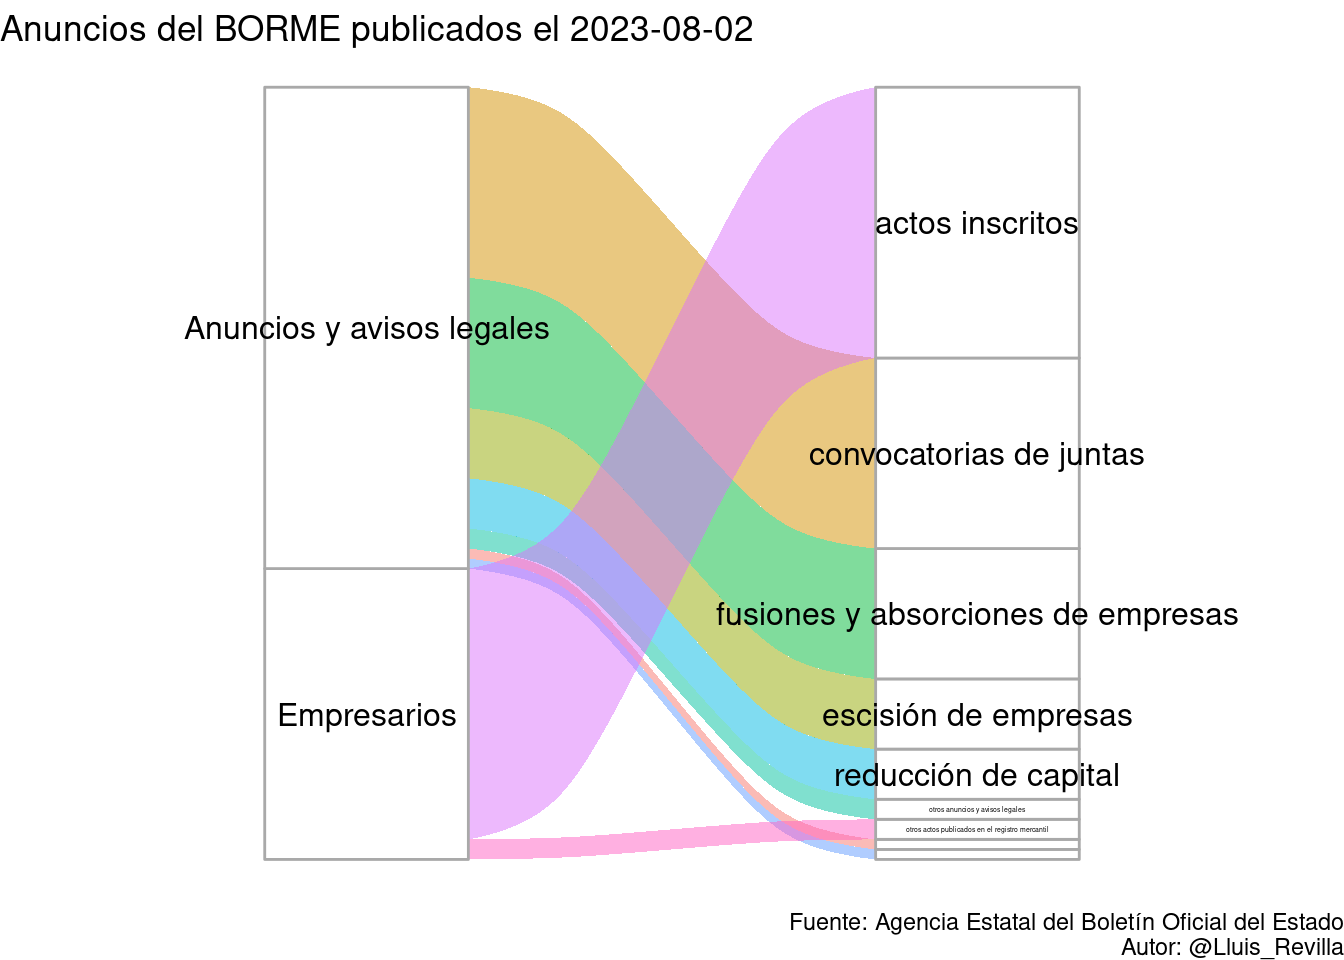 Anuncios del BORME publicados el 2023-08-02
actos inscritos
Anuncios y avisos legales
convocatorias de juntas
fusiones y absorciones de empresas
Empresarios
escisión de empresas
reducción de capital
otros anuncios y avisos legales
otros actos publicados en el registro mercantil
Fuente: Agencia Estatal del Boletín Oficial del Estado
Autor: @Lluis_Revilla